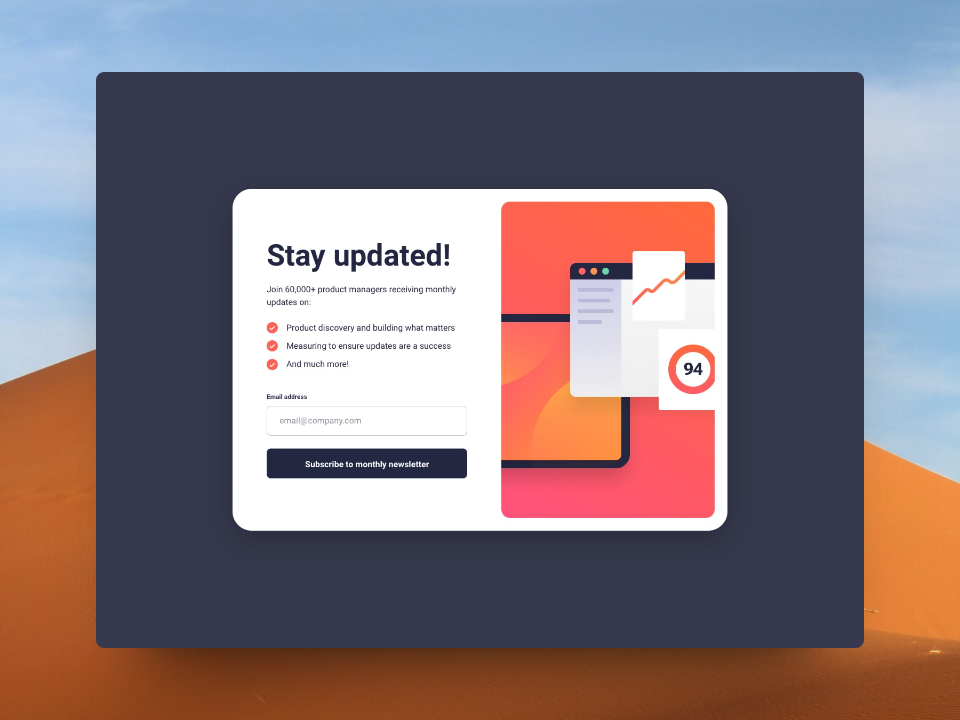 Stay updated!
Join 60,000+ product managers receiving monthly
updates on:
Product discovery and building what matters
Measuring to ensure updates are a success
And much more!
Email address
email@company.com
Subscribe to monthly newsletter
94